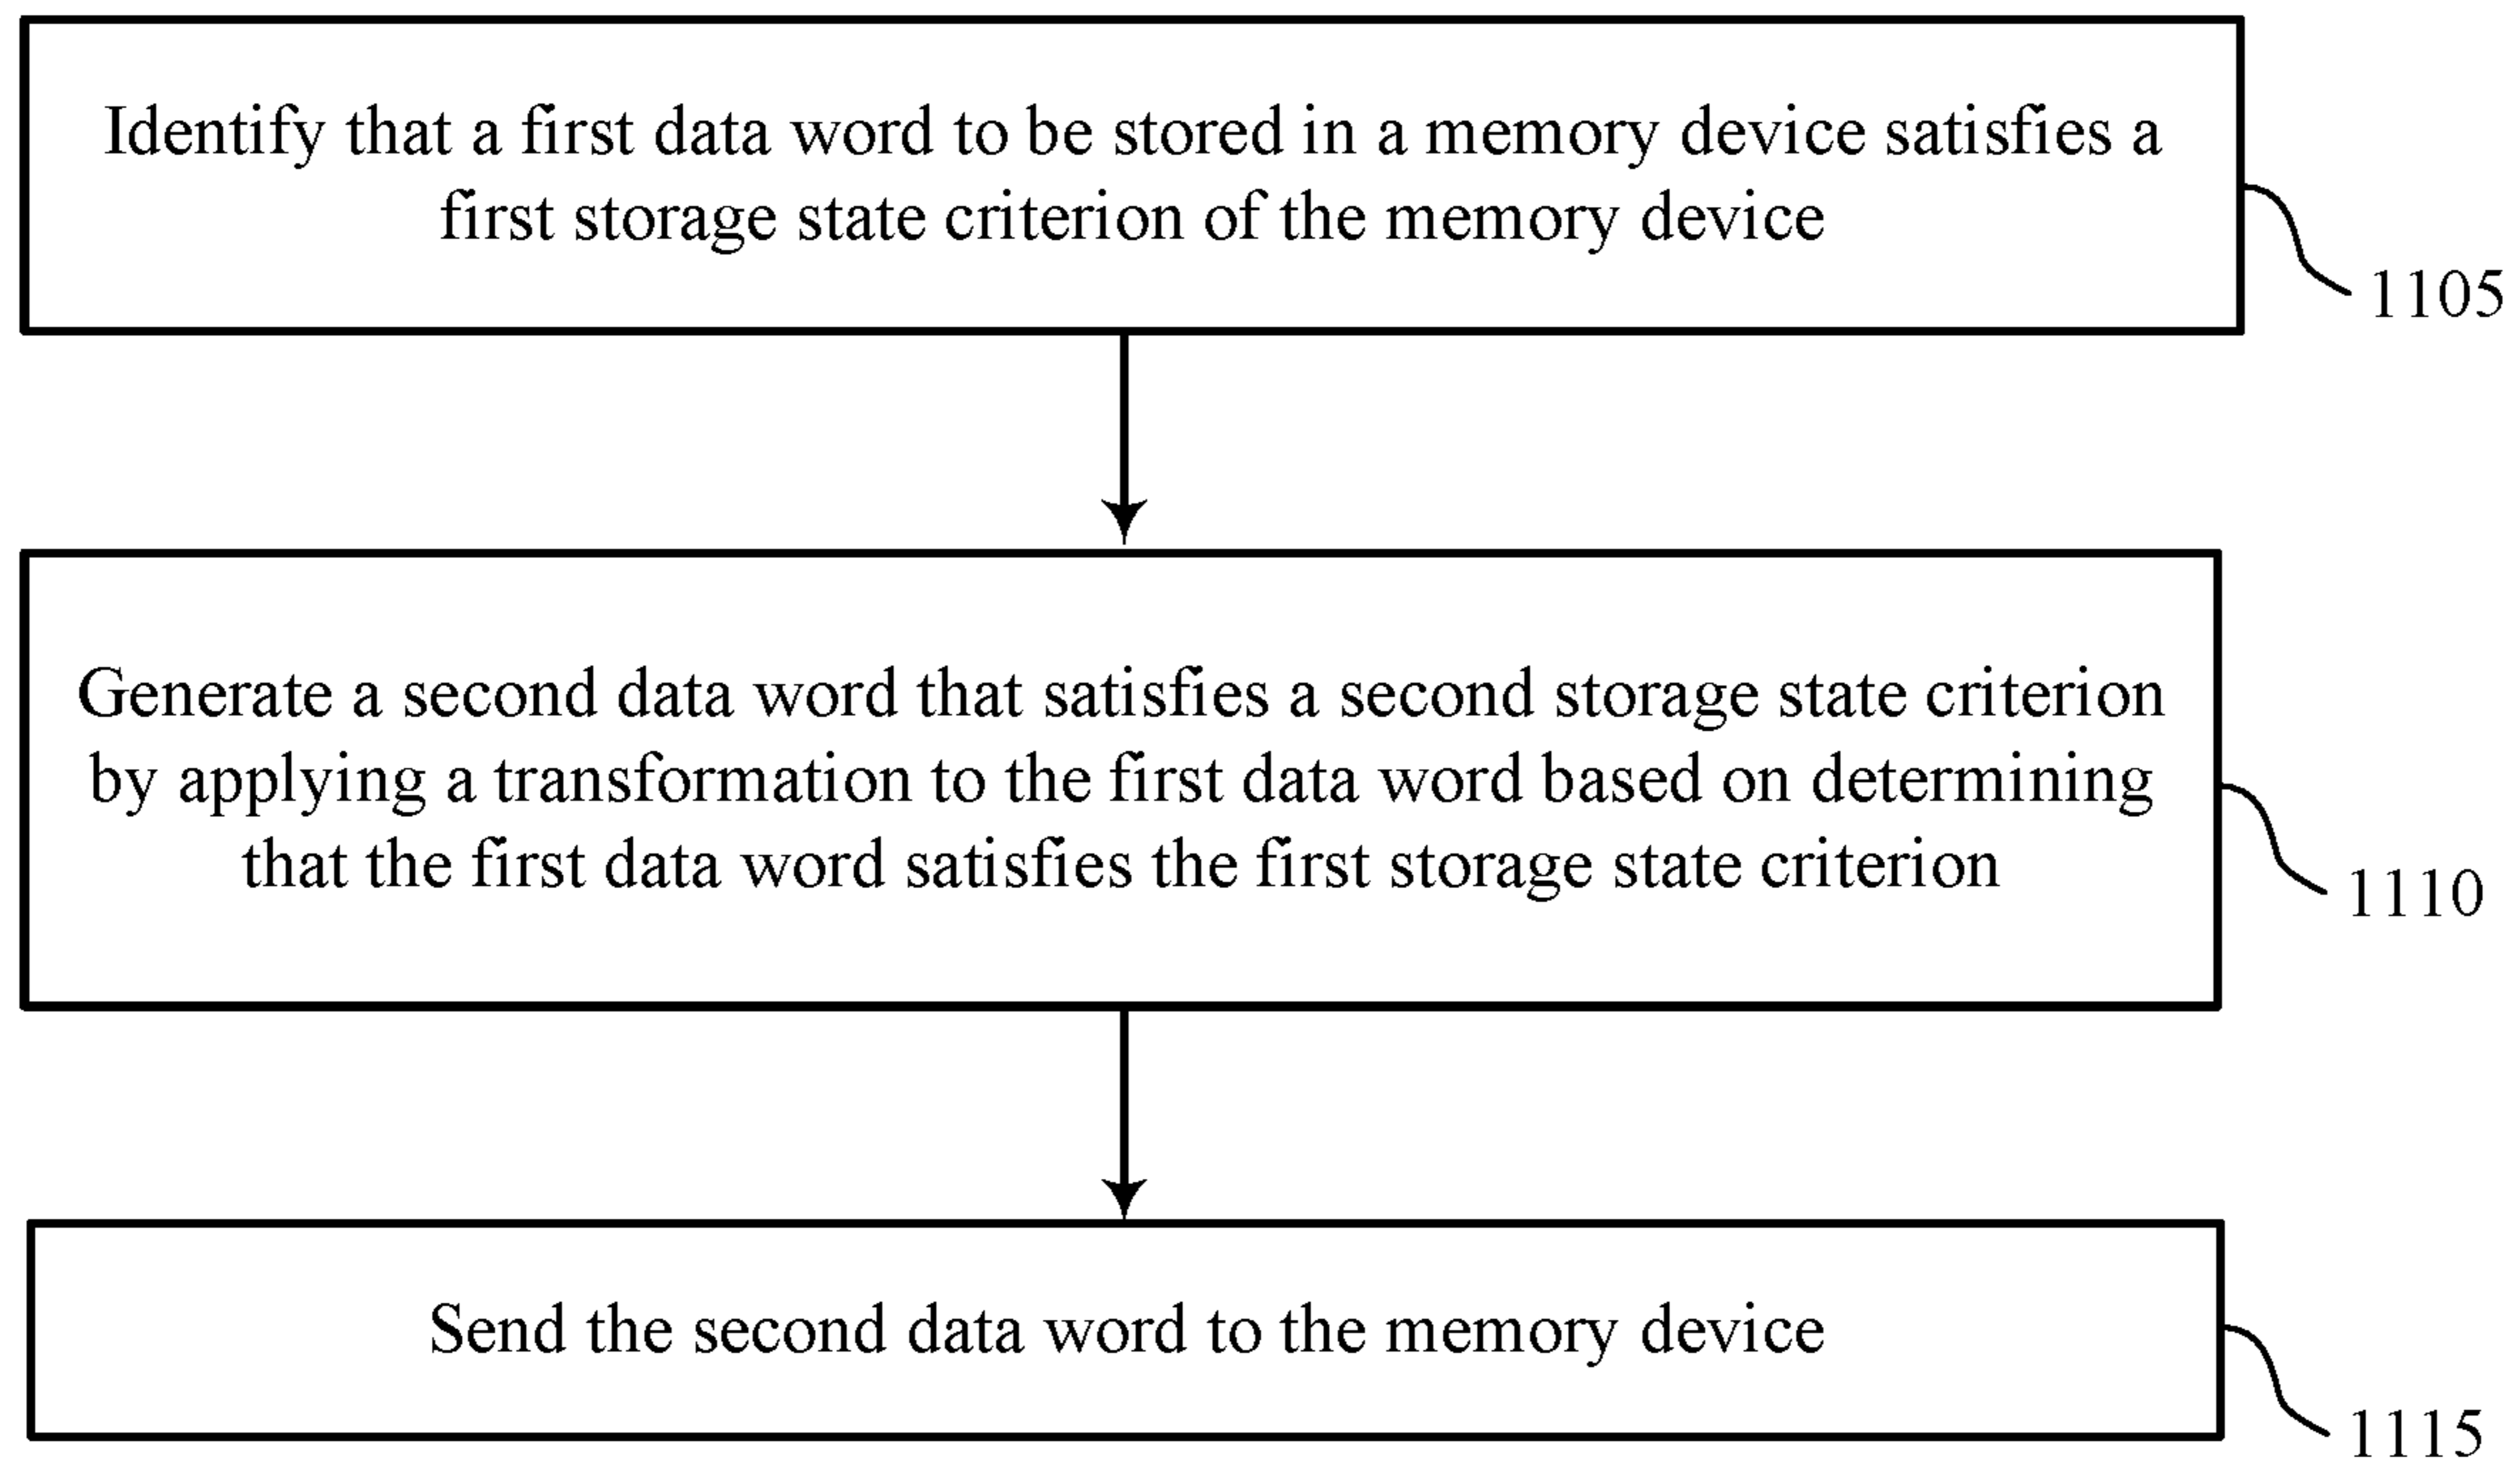 Identify that a first data word to be stored in a memory device satisfies a
first storage state criterion of the memory device
1105
Generate a second data word that satisfies a second storage state criterion
by applying a transformation to the first data word based on determining
that the first data word satisfies the first storage state criterion
1110
Send the second data word to the memory device
1115